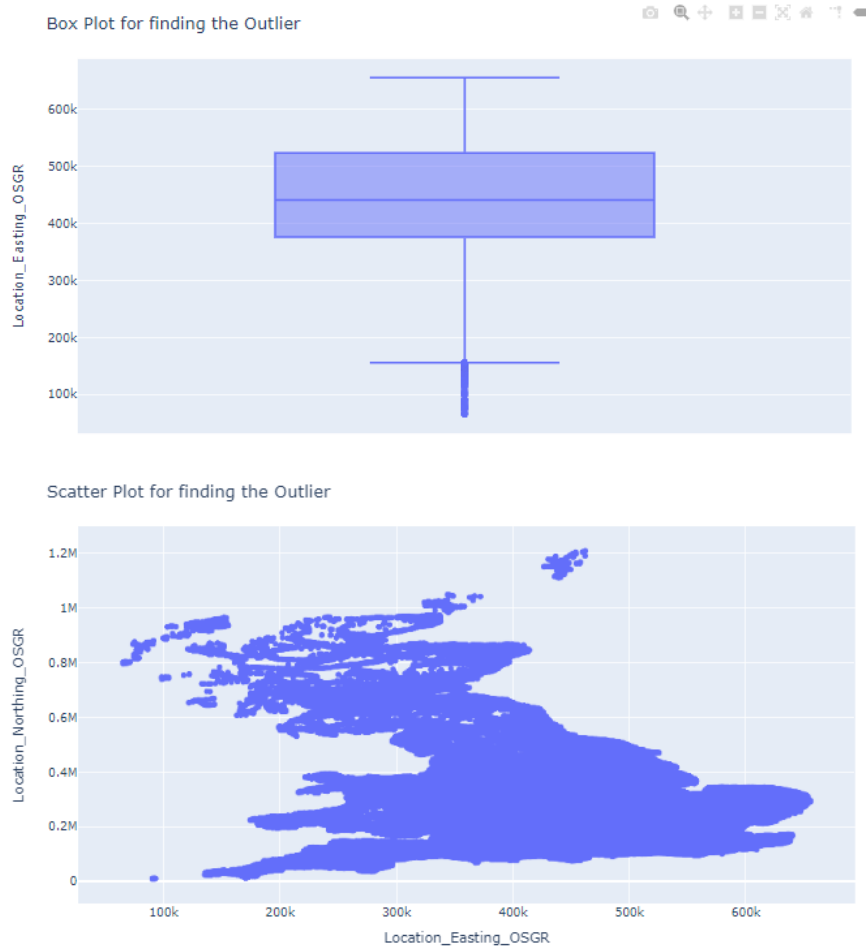 Box Plot for finding the Outlier
600k
500k
400k
300k
200k
100k
Location_Easting_OSGR
Scatter Plot for finding the Outlier
1.2M
1M
0.8M
0.6M
0.4M
0.2M
0
Location_Northing_OSGR
100k 200k 300k 400k 500k 600k
Location_Easting_OSGR